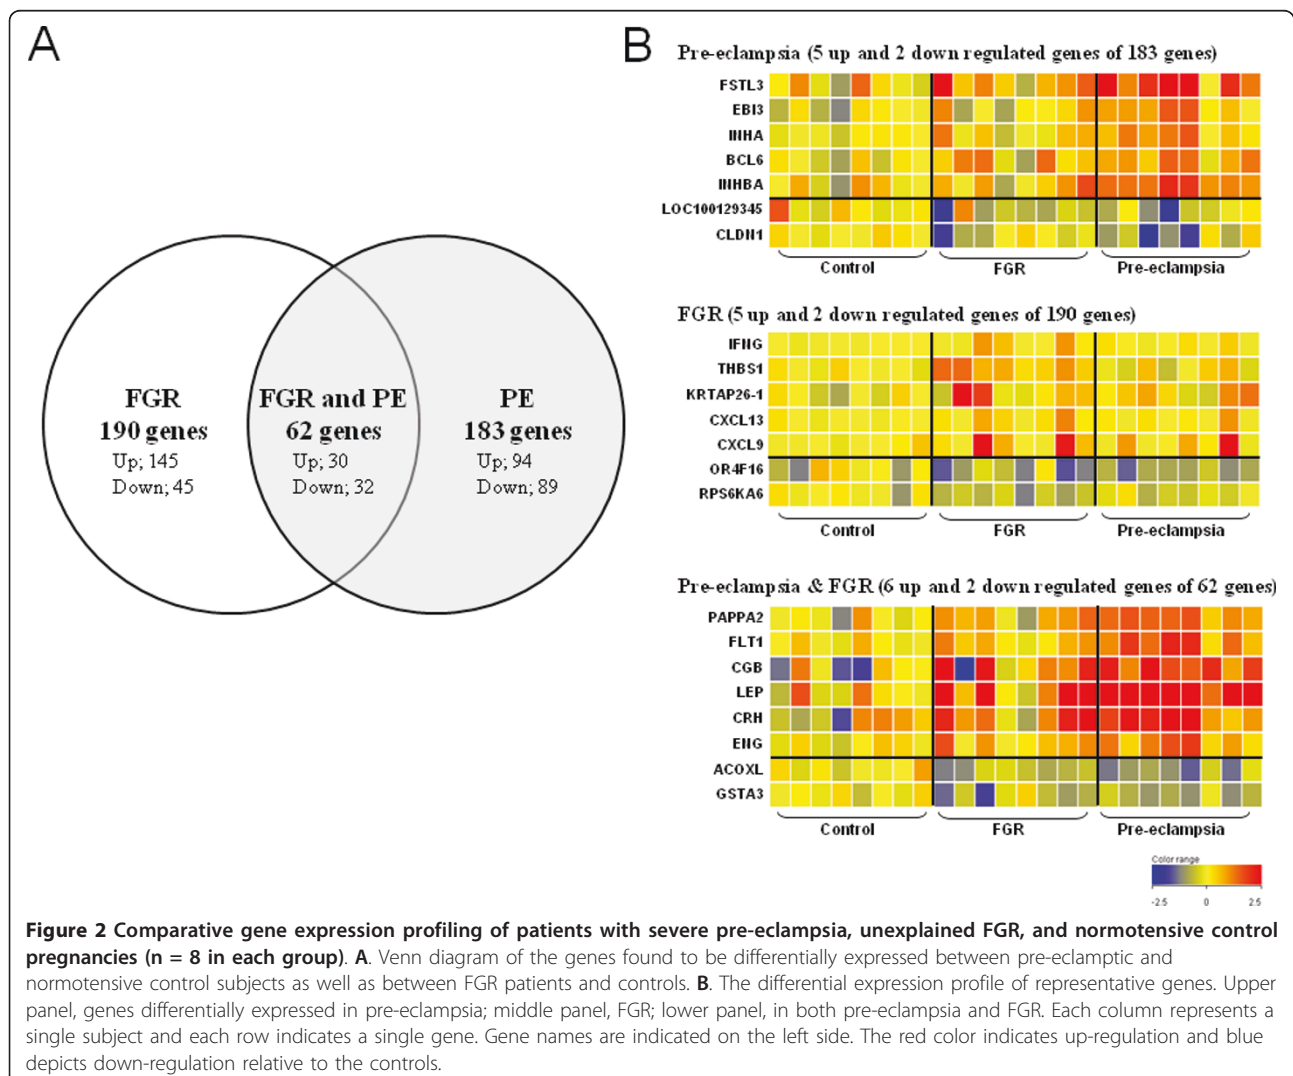 A
FGR
190 genes
Up; 145
Down; 45
FGR and PE
62 genes
Up; 30
Down; 32
PE
183 genes
Up; 94
Down; 89
B
Pre-eclampsia (5 up and 2 down regulated genes of 183 genes)
FSTL3
EBI3
INHA
BCL6
INHBA
LOC100129345
CLDN1
Control FGR Pre-eclampsia
FGR (5 up and 2 down regulated genes of 190 genes)
IFNG
THBS1
KRTAP26-1
CXCL13
CXCL9
OR4F16
RPS6KA6
Control FGR Pre-eclampsia
Pre-eclampsia & FGR (6 up and 2 down regulated genes of 62 genes)
PAPPA2
FLT1
CGB
LEP
CRH
ENG
ACOXL
GSTA3
Control FGR Pre-eclampsia
Color range
-2.5 0 2.5
Figure 2 Comparative gene expression profiling of patients with severe pre-eclampsia, unexplained FGR, and normotensive control
pregnancies (n = 8 in each group). A. Venn diagram of the genes found to be differentially expressed between pre-eclamptic and
normotensive control subjects as well as between FGR patients and controls. B. The differential expression profile of representative genes. Upper
panel, genes differentially expressed in pre-eclampsia; middle panel, FGR; lower panel, in both pre-eclampsia and FGR. Each column represents a
single subject and each row indicates a single gene. Gene names are indicated on the left side. The red color indicates up-regulation and blue
depicts down-regulation relative to the controls.